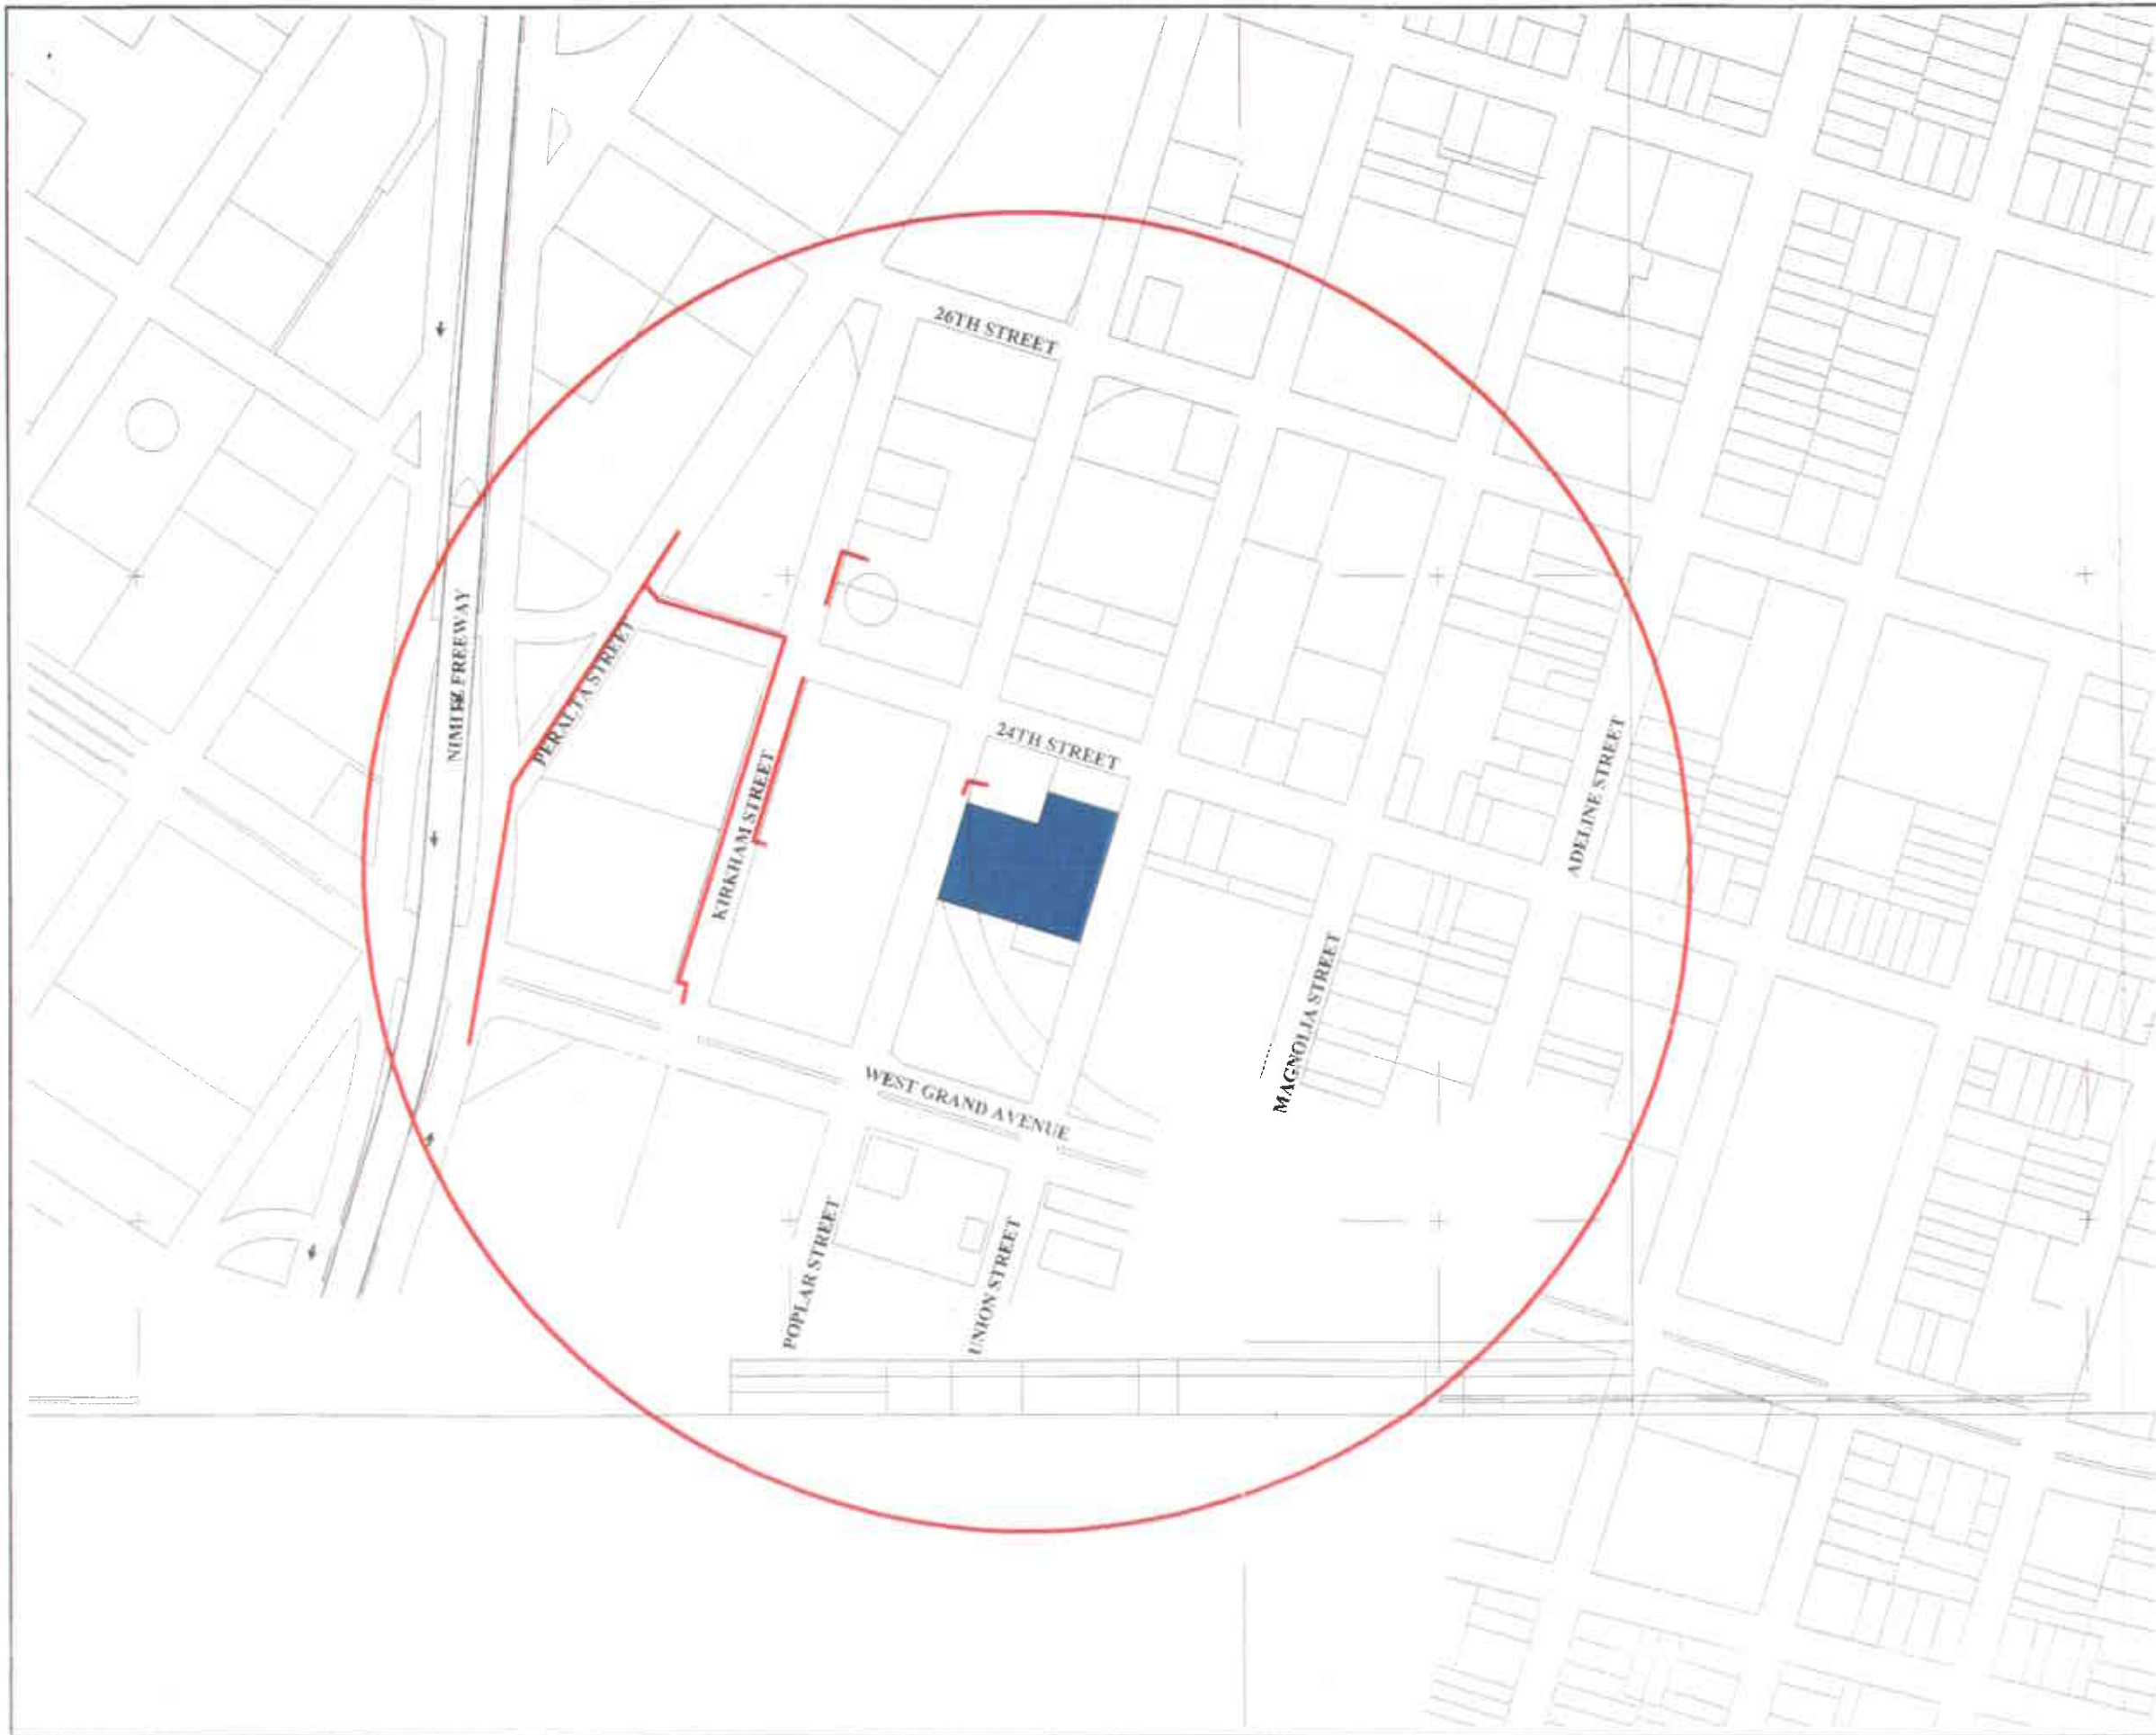 26TH STREET
NIMITZ FREEWAY
PERALTA STREET
24TH STREET
KIRKHAM STREET
ADELINE STREET
MAGNOLIA STREET
WEST GRAND AVENUE
POPLAR STREET
UNION STREET